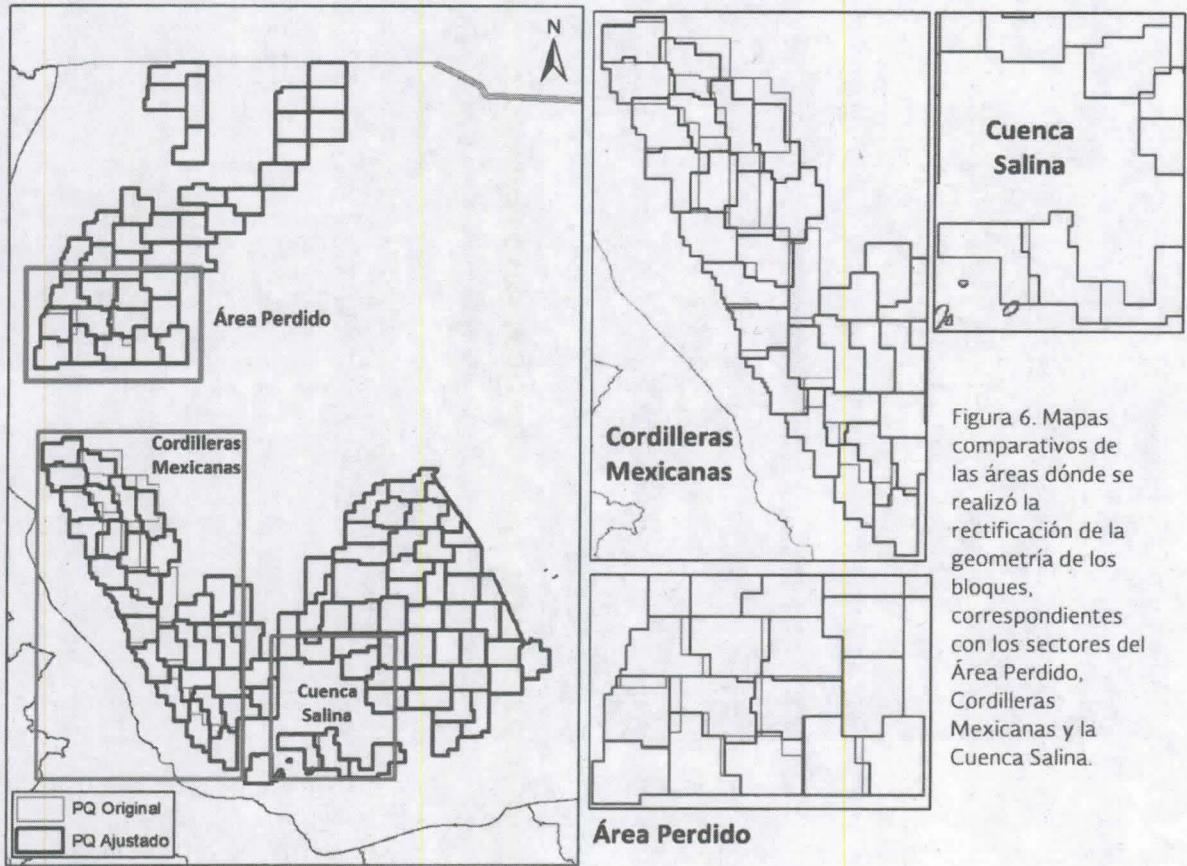 N
Área Perdido
Cordilleras
Mexicanas
Cuenca
Salina
PQ Original
PQ Ajustado
Cordilleras
Mexicanas
Cuenca
Salina
Área Perdido
Figura 6. Mapas
comparativos de
las áreas dónde se
realizó la
rectificación de la
geometría de los
bloques,
correspondientes
con los sectores del
Área Perdido,
Cordilleras
Mexicanas y la
Cuenca Salina.